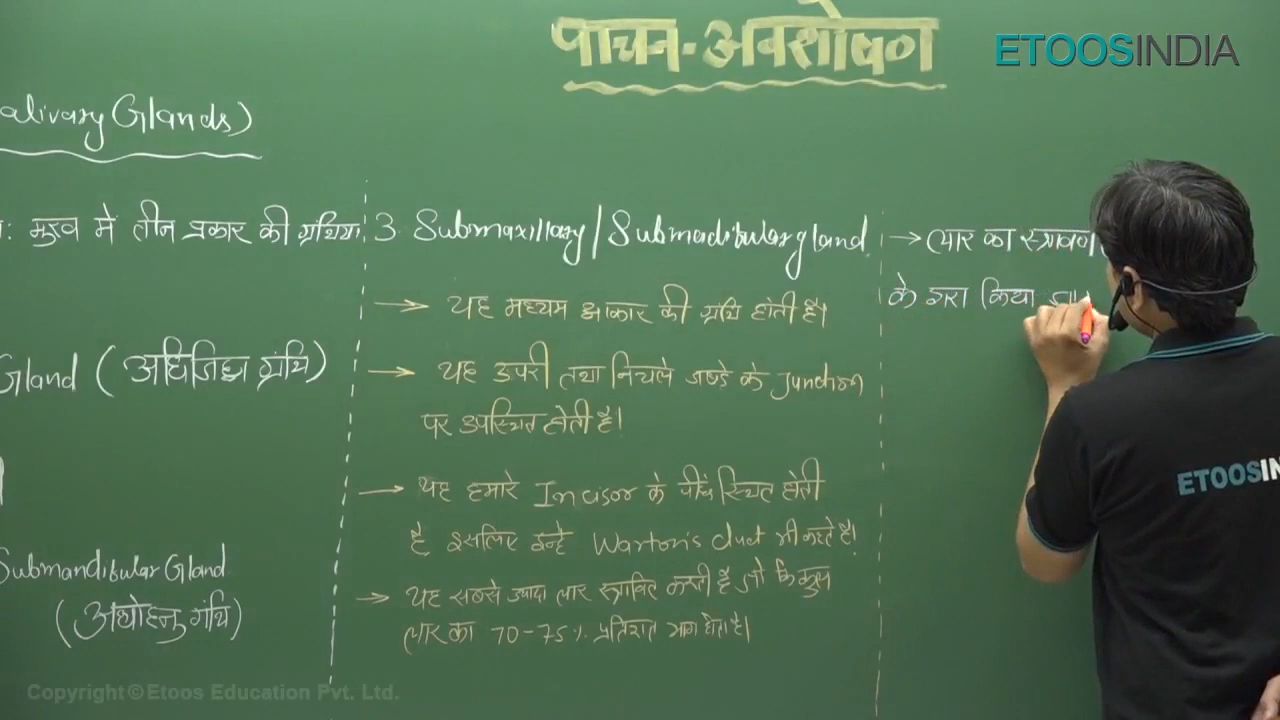 पाचन-अवशोषण
ETOOSINDIA
alivary Glands)
: मुख मे तीन प्रकार की ग्रंथिया
Gland (अधिजिह्व ग्रंथि)
Submandibular Gland
(अधोहनु ग्रंथि)
3. Submaxillary/Submadibular gland
→ यह मध्यम आकार की ग्रंथि होती है।
→ यह ऊपरी तथा निचले जबडे के Junction
पर उपस्थित होती है।
→ यह हमारे Incisor के पीछे स्थित होती
है इसलिए इन्हे Warton's duct भी कहते है।
→ यह सबसे ज्यादा लार स्त्रावित करती है जो कि कुल
लार का 70-75% प्रतिशत भाग होता है।
→ लार का स्त्रावण
के द्वारा किया जा
ETOOSIN
Copyright © Etoos Education Pvt. Ltd.